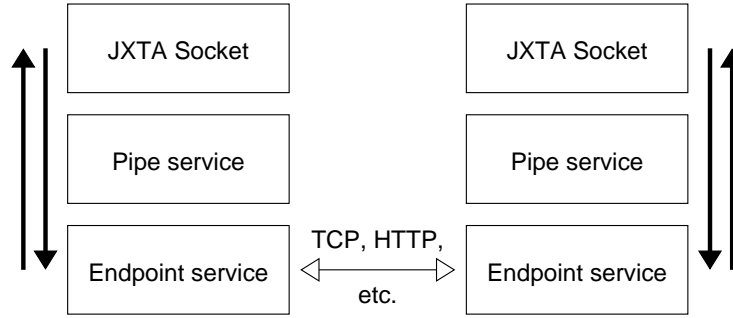 JXTA Socket
JXTA Socket
Pipe service
Pipe service
TCP, HTTP,
Endpoint service
Endpoint service
etc.